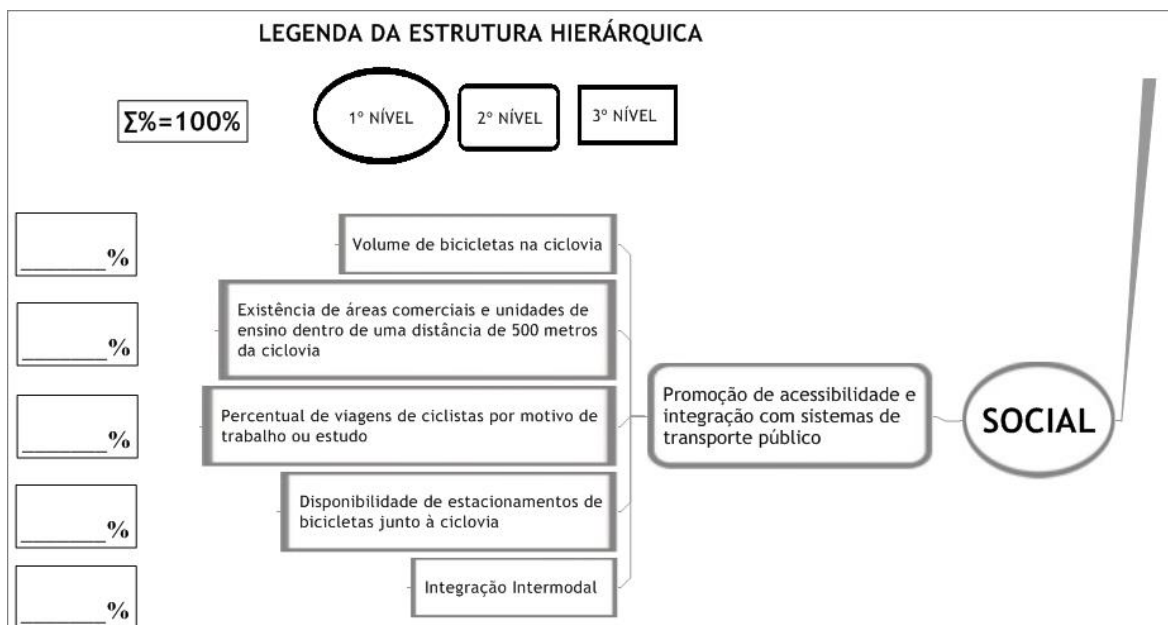 LEGENDA DA ESTRUTURA HIERÁRQUICA
∑%=100%
1º NÍVEL
2º NÍVEL
3º NÍVEL
_______%
Volume de bicicletas na ciclovia
_______%
Existência de áreas comerciais e unidades de
ensino dentro de uma distância de 500 metros
da ciclovia
_______%
Percentual de viagens de ciclistas por motivo de
trabalho ou estudo
_______%
Disponibilidade de estacionamentos de
bicicletas junto à ciclovia
_______%
Integração Intermodal
Promoção de acessibilidade e
integração com sistemas de
transporte público
SOCIAL